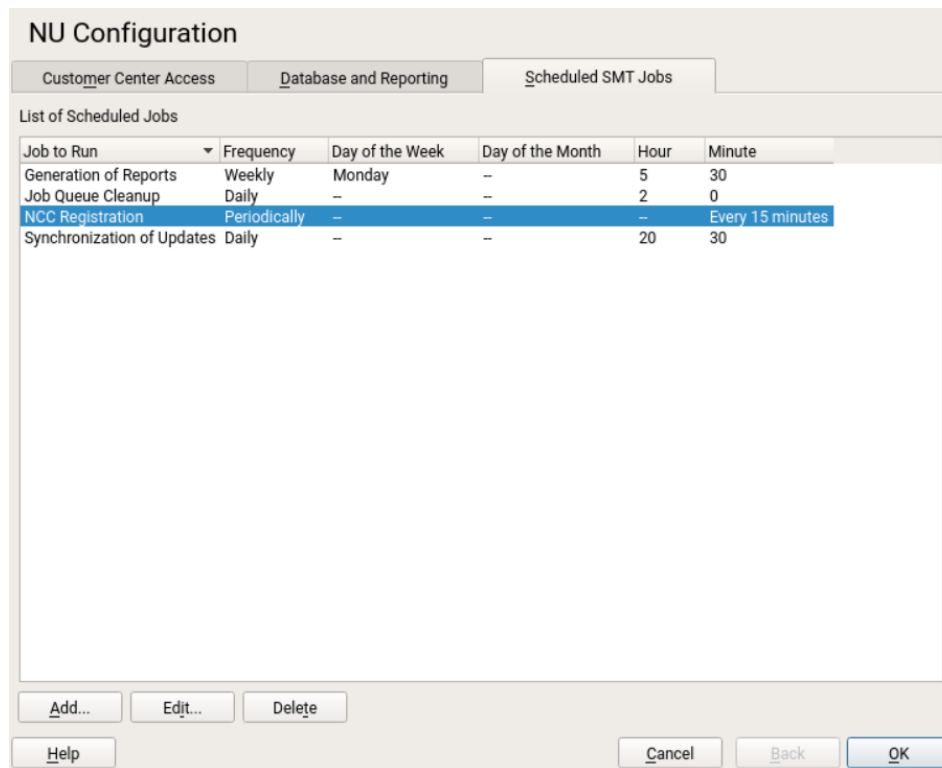 NU Configuration
Customer Center Access Database and Reporting Scheduled SMT Jobs
List of Scheduled Jobs
Job to Run Frequency Day of the Week Day of the Month Hour Minute
Generation of Reports Weekly Monday -- -- 5 30
Job Queue Cleanup Daily -- -- 2 0
NCC Registration Periodically -- -- -- Every 15 minutes
Synchronization of Updates Daily -- -- 20 30
Add... Edit... Delete
Help Cancel Back OK